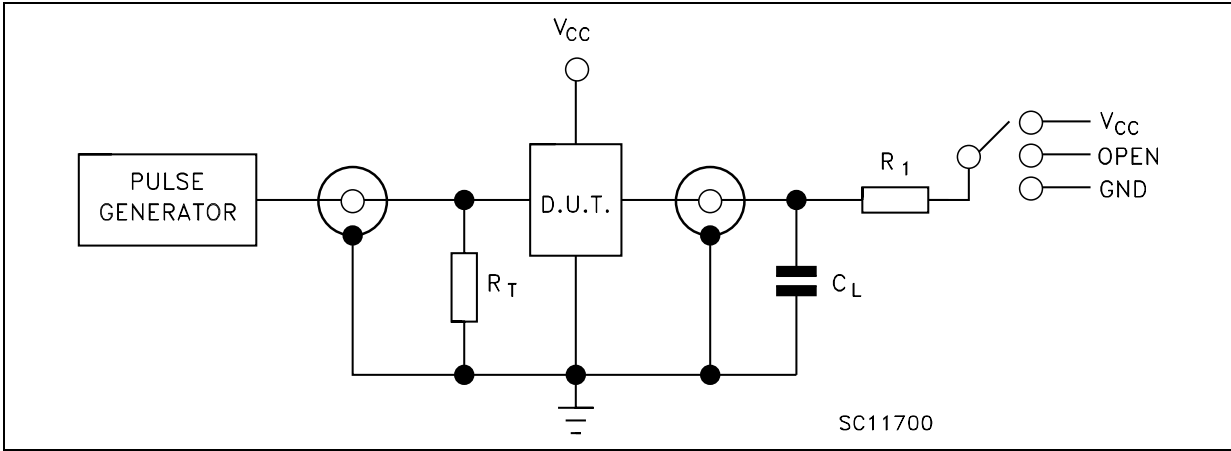 VCC
PULSE
GENERATOR
D.U.T.
RT
CL
R1
VCC
OPEN
GND
SC11700